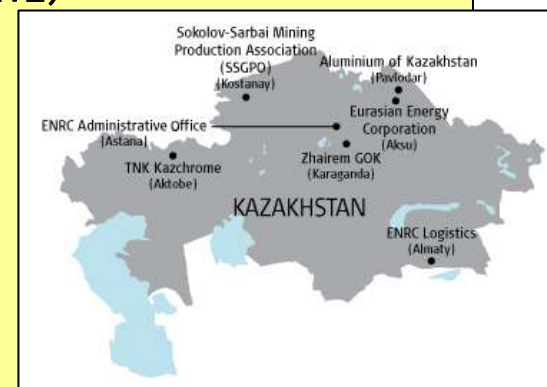 Sokolov-Sarbai Mining
Production Association
(SSGPO)
(Kostanay)
Aluminium of Kazakhstan
(Pavlodar)
Eurasian Energy
Corporation
(Aksu)
ENRC Administrative Office
(Astana)
TNK Kazchrome
(Aktobe)
Zhairem GOK
(Karaganda)
KAZAKHSTAN
ENRC Logistics
(Almaty)